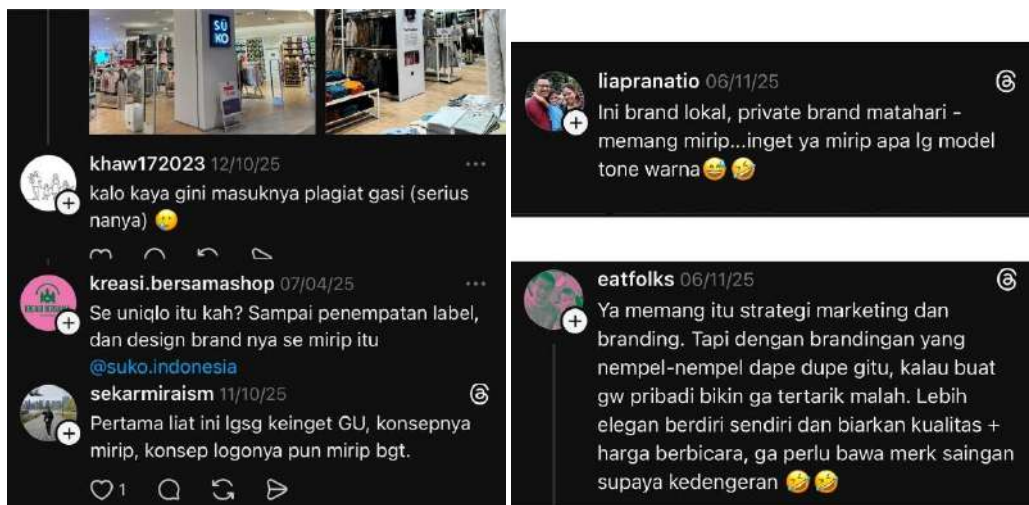 SŪ
KO
khaw172023 12/10/25
kalo kaya gini masuknya plagiat gasi (serius
nanya) 🥲
kreasi.bersamashop 07/04/25
Se uniqlo itu kah? Sampai penempatan label,
dan design brand nya se mirip itu
@suko.indonesia
sekarmiraism 11/10/25
Pertama liat ini lgsg keinget GU, konsepnya
mirip, konsep logonya pun mirip bgt.
1
liapranatio 06/11/25
Ini brand lokal, private brand matahari -
memang mirip...inget ya mirip apa lg model
tone warna😅🤣
eatfolks 06/11/25
Ya memang itu strategi marketing dan
branding. Tapi dengan brandingan yang
nempel-nempel dape dupe gitu, kalau buat
gw pribadi bikin ga tertarik malah. Lebih
elegan berdiri sendiri dan biarkan kualitas +
harga berbicara, ga perlu bawa merk saingan
supaya kedengeran 🤣🤣